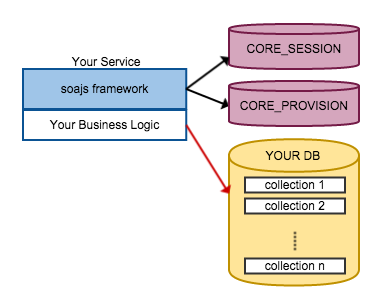 Your Service
soajs framework
Your Business Logic
CORE_SESSION
CORE_PROVISION
YOUR DB
collection 1
collection 2
collection n